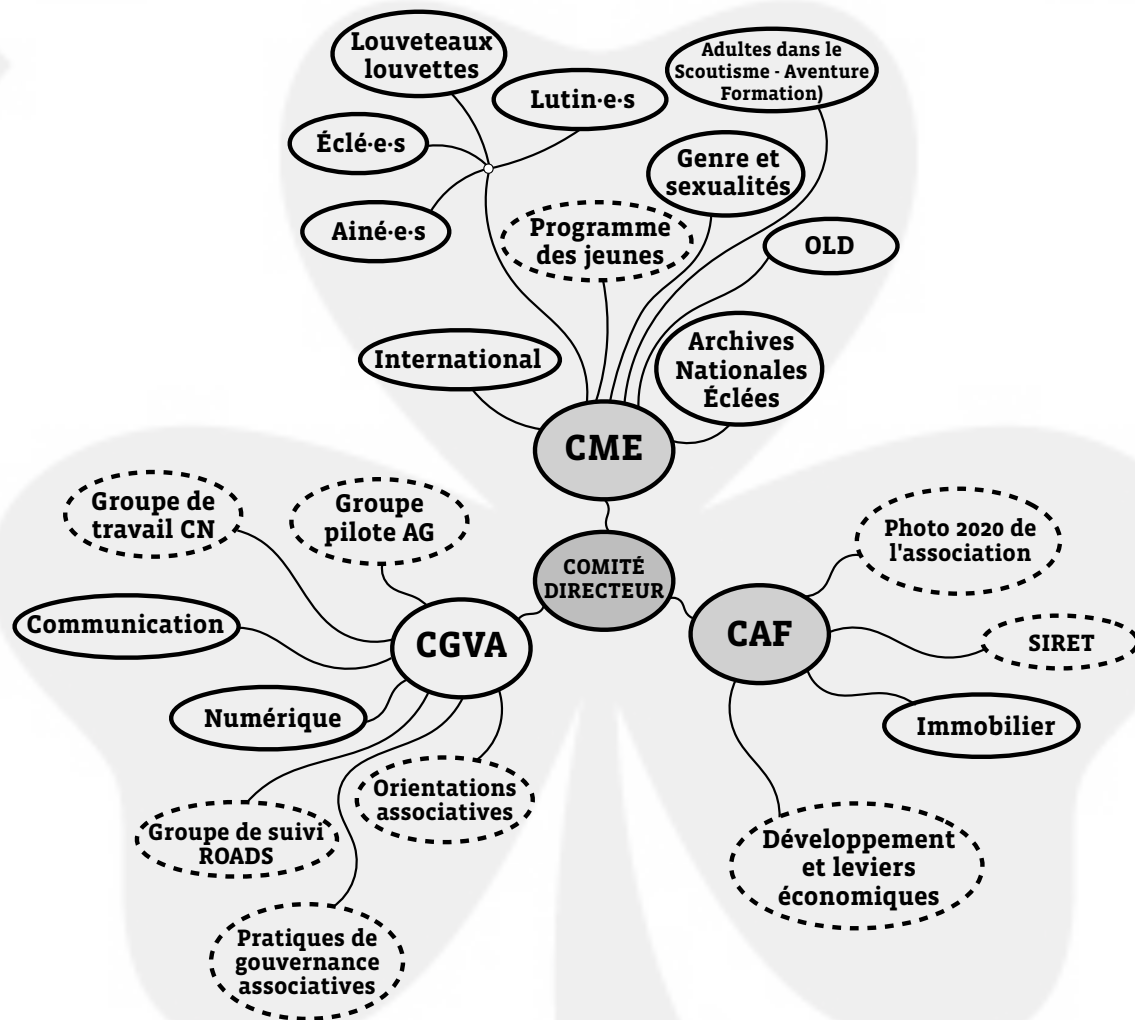 Louveteaux
louvettes
Adultes dans le
Scoutisme - Aventure
Formation)
Lutin·e·s
Éclé·e·s
Genre et
sexualités
Ainé·e·s
Programme
des jeunes
OLD
International
Archives
Nationales
Éclées
CME
Groupe de
travail CN
Groupe
pilote AG
Photo 2020 de
l'association
COMITÉ
DIRECTEUR
Communication
CGVA
CAF
SIRET
Numérique
Immobilier
Orientations
associatives
Groupe de suivi
ROADS
Développement
et leviers
économiques
Pratiques de
gouvernance
associatives